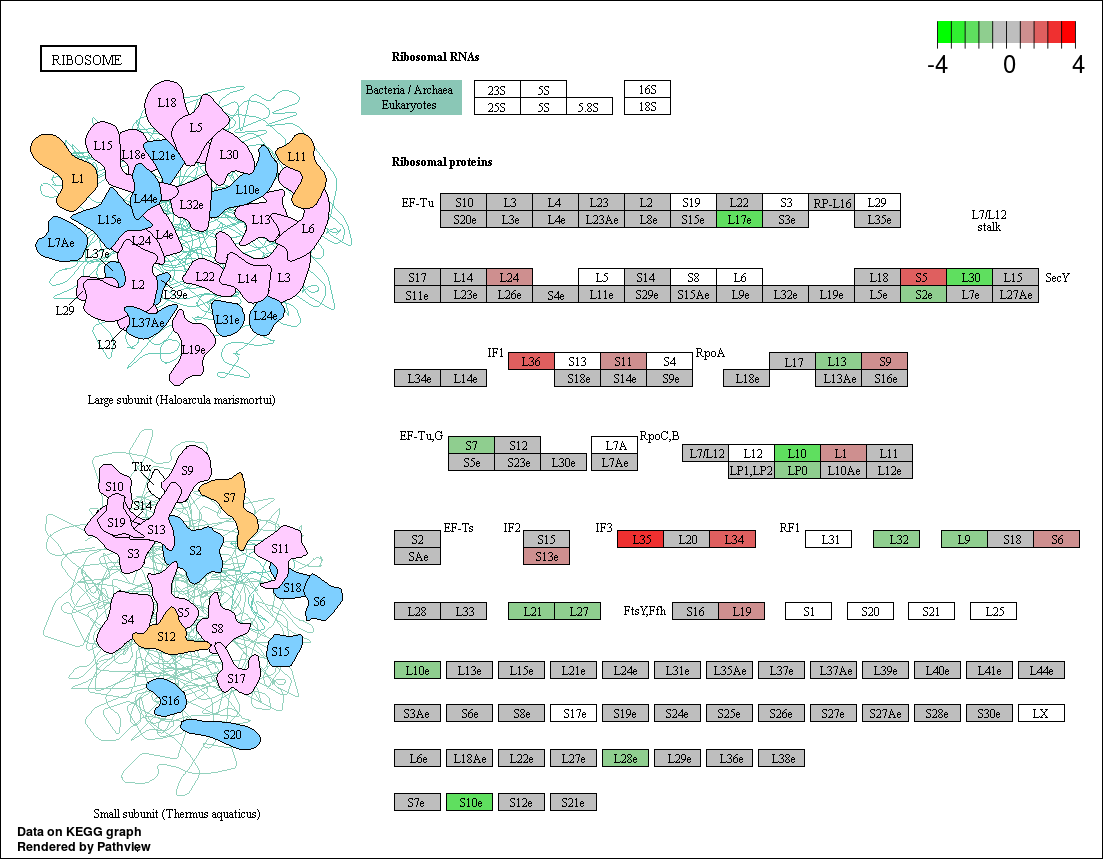 RIBOSOME
Ribosomal RNAs
-4 0 4
Bacteria / Archaea 23S 5S 16S
Eukaryotes 25S 5S 5.8S 18S
Ribosomal proteins
EF-Tu S10 L3 L4 L23 L2 S19 L22 S3 RP-L16 L29
S20e L3e L4e L23Ae L8e S15e L17e S3e L35e
L7/L12
stalk
S17 L14 L24 L5 S14 S8 L6 L18 S5 L30 L15 SecY
S11e L23e L26e S4e L11e S29e S15Ae L9e L32e L19e L5e S2e L7e L27Ae
IF1 L36 S13 S11 S4 RpoA L17 L13 S9
L34e L14e S18e S14e S9e L18e L13Ae S16e
EF-Tu,G S7 S12 L7A RpoC,B L7/L12 L12 L10 L1 L11
S5e S23e L30e L7Ae LP1,LP2 LP0 L10Ae L12e
S2 EF-Ts IF2 S15 IF3 L35 L20 L34 RF1 L31 L32 L9 S18 S6
SAe S13e
L28 L33 L21 L27 FtsY,Ffh S16 L19 S1 S20 S21 L25
L10e L13e L15e L21e L24e L31e L35Ae L37e L37Ae L39e L40e L41e L44e
S3Ae S6e S8e S17e S19e S24e S25e S26e S27e S27Ae S28e S30e LX
L6e L18Ae L22e L27e L28e L29e L36e L38e
S7e S10e S12e S21e
L18
L5
L15
L18e
L21e
L30
L11
L1
L10e
L44e
L32e
L15e
L13
L6
L7Ae
L24
L4e
L37e
L2
L22
L14
L3
L39e
L29
L37Ae
L31e
L24e
L23
L19e
Large subunit (Haloarcula marismortui)
Thx
S9
S10
S7
S14
S19
S13
S3
S2
S11
S18
S6
S4
S5
S8
S12
S15
S17
S16
S20
Small subunit (Thermus aquaticus)
Data on KEGG graph
Rendered by Pathview